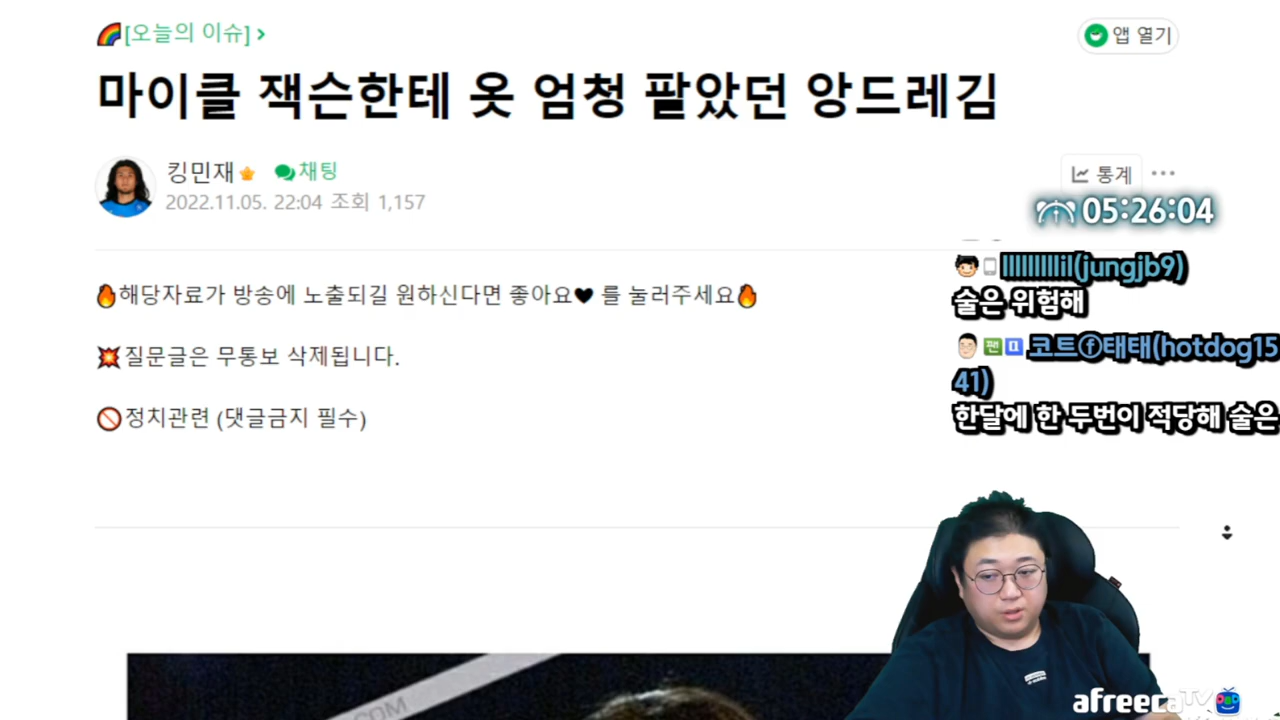 [오늘의 이슈]
앱 열기
마이클 잭슨한테 옷 엄청 팔았던 앙드레김
킹민재 채팅
2022.11.05. 22:04 조회 1,157
통계
05:26:04
해당자료가 방송에 노출되길 원하신다면 좋아요♥ 를 눌러주세요
질문글은 무통보 삭제됩니다.
정치관련 (댓글금지 필수)
(jungjb9)
술은 위험해
팬 코트ⓕ태태(hotdog15
41)
한달에 한 두번이 적당해 술은
.COM
afreecaTV